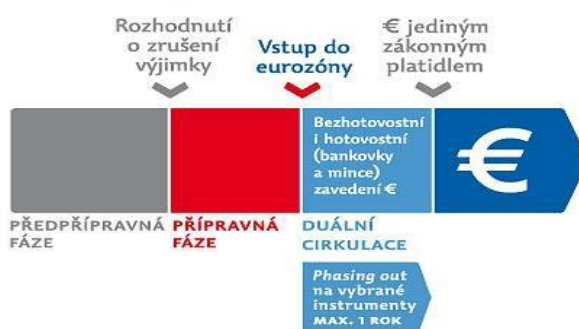 Rozhodnutí
o zrušení
výjimky
Vstup do
eurozóny
€ jediným
zákonným
platidlem
Bezhotovostní
i hotovostní
(bankovky
a mince)
zavedení €
€
PŘEDPŘÍPRAVNÁ
FÁZE
PŘÍPRAVNÁ
FÁZE
DUÁLNÍ
CIRKULACE
Phasing out
na vybrané
instrumenty
MAX. 1 ROK